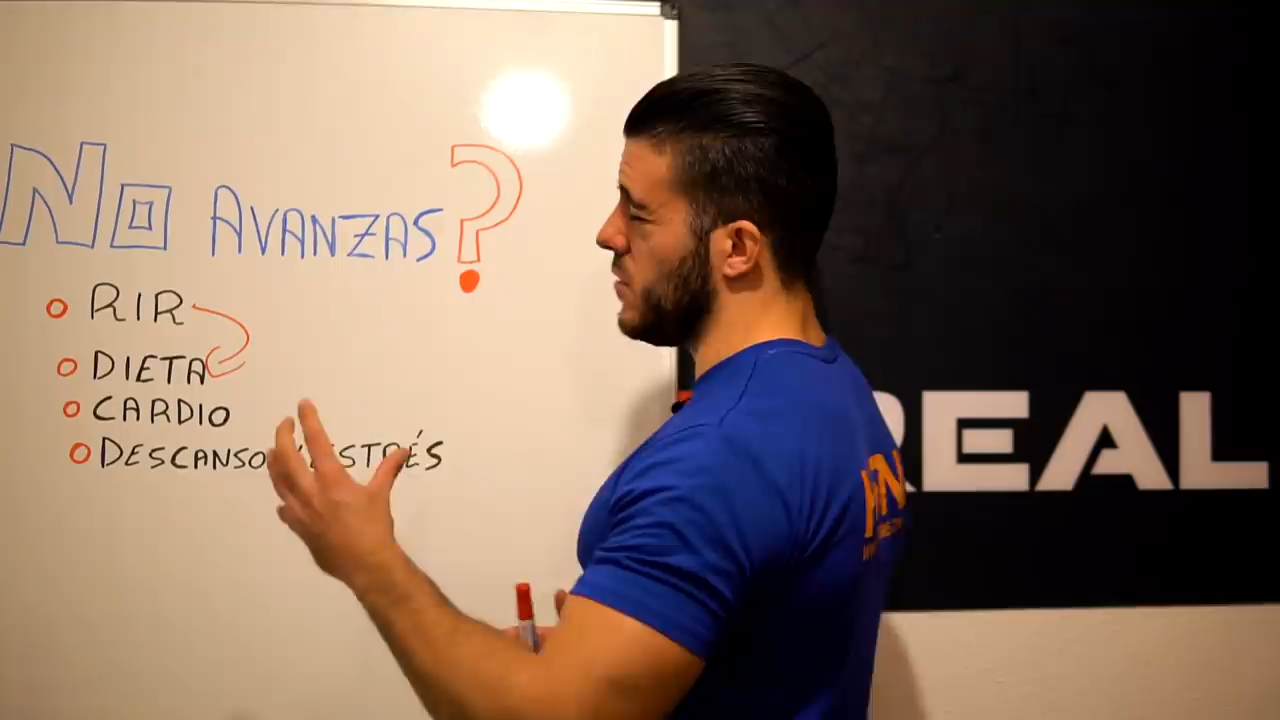 No AVANZAS?
RIR
DIETA
CARDIO
DESCANSO/ESTRÉS
REAL